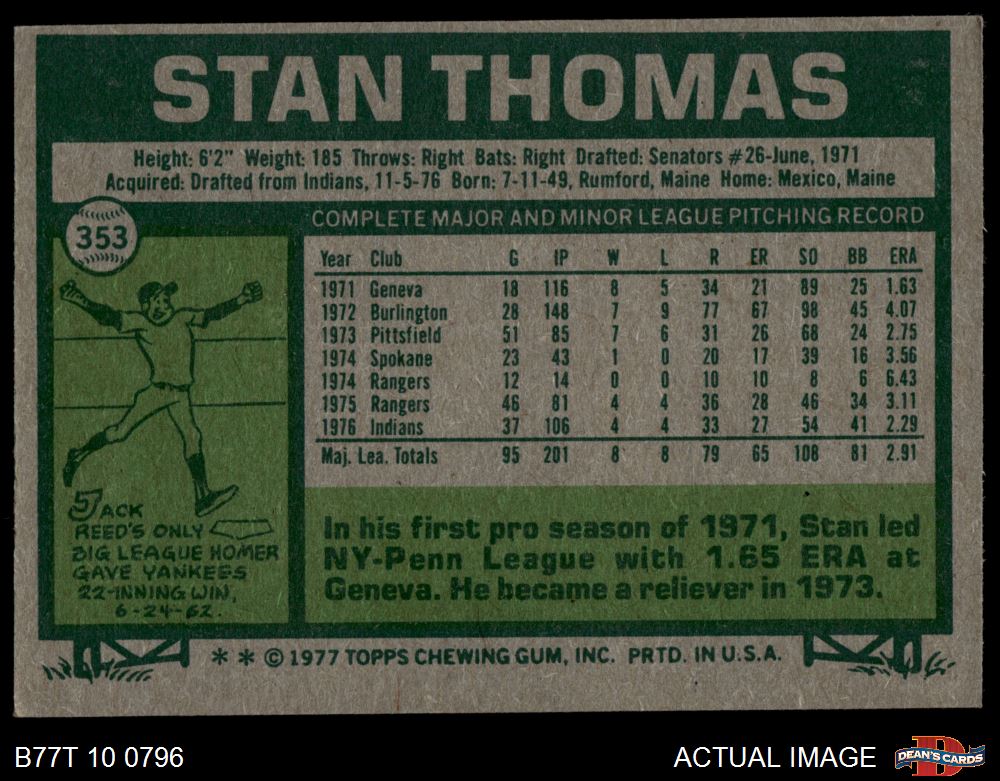 STAN THOMAS
Height: 6'2" Weight: 185 Throws: Right Bats: Right Drafted: Senators #26-June, 1971
Acquired: Drafted from Indians, 11-5-76 Born: 7-11-49, Rumford, Maine Home: Mexico, Maine
353
COMPLETE MAJOR AND MINOR LEAGUE PITCHING RECORD
Year Club G IP W L R ER SO BB ERA
1971 Geneva 18 116 8 5 34 21 89 25 1.63
1972 Burlington 28 148 7 9 77 67 98 45 4.07
1973 Pittsfield 51 85 7 6 31 26 68 24 2.75
1974 Spokane 23 43 1 0 20 17 39 16 3.56
1974 Rangers 12 14 0 0 10 10 8 6 6.43
1975 Rangers 46 81 4 4 36 28 46 34 3.11
1976 Indians 37 106 4 4 33 27 54 41 2.29
Maj. Lea. Totals 95 201 8 8 79 65 108 81 2.91
JACK
REED'S ONLY
BIG LEAGUE HOMER
GAVE YANKEES
22-INNING WIN,
6-24-62.
In his first pro season of 1971, Stan led
NY-Penn League with 1.65 ERA at
Geneva. He became a reliever in 1973.
* * © 1977 TOPPS CHEWING GUM, INC. PRTD. IN U.S.A.
B77T 10 0796
ACTUAL IMAGE
D
DEAN'S CARDS